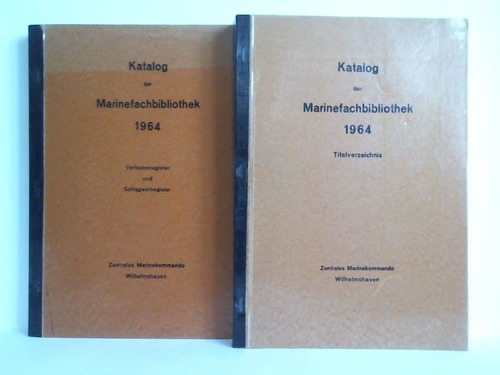 Katalog
der
Marinefachbibliothek
1964
Verfasserregister
und
Schlagwortregister
Zentrales Marinekommando
Wilhelmshaven
Katalog
der
Marinefachbibliothek
1964
Titelverzeichnis
Zentrales Marinekommando
Wilhelmshaven